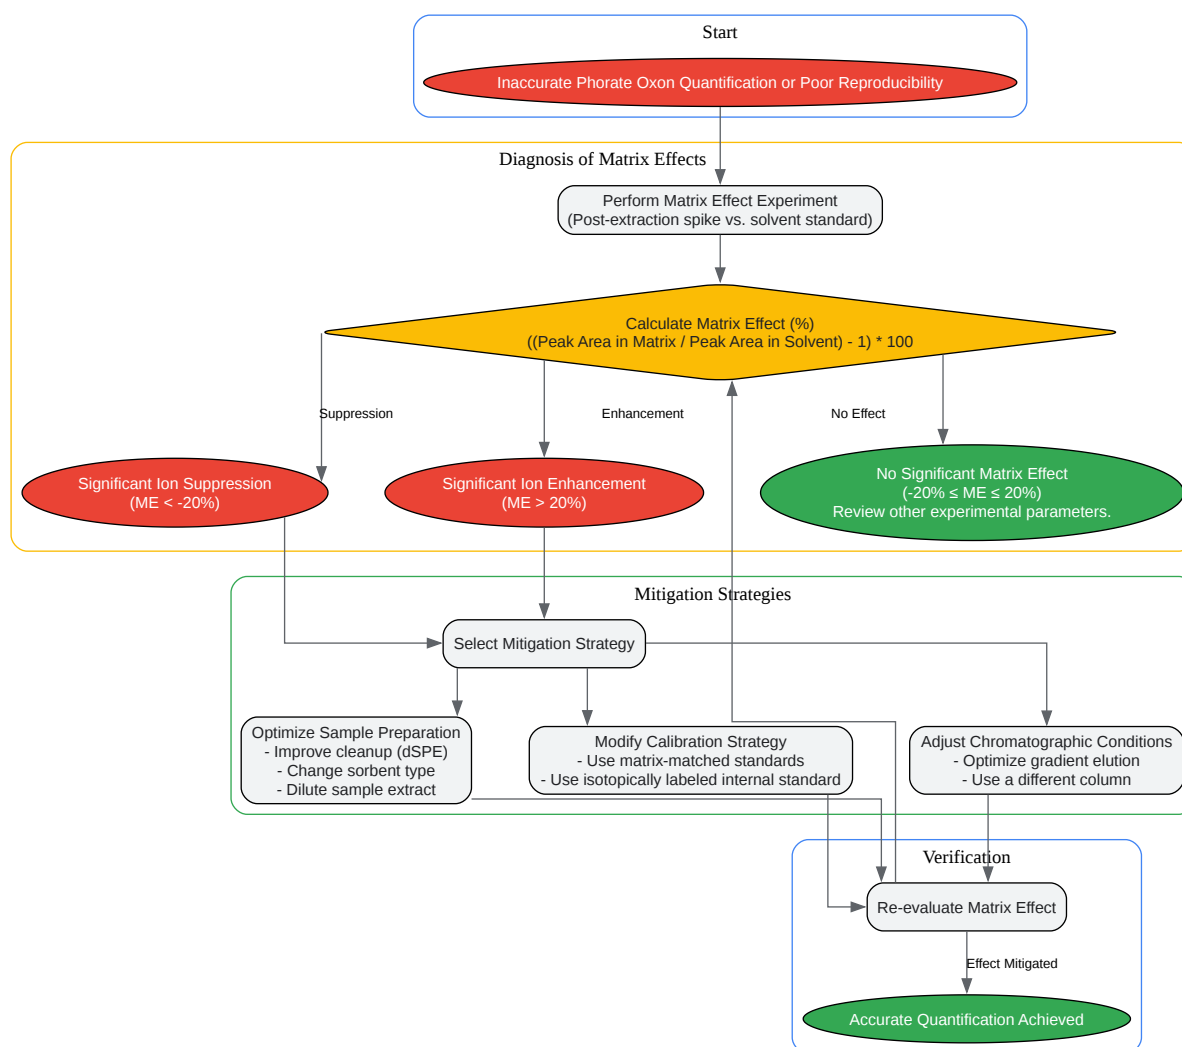 Start
Inaccurate Phorate Oxon Quantification or Poor Reproducibility
Diagnosis of Matrix Effects
Perform Matrix Effect Experiment
(Post-extraction spike vs. solvent standard)
Calculate Matrix Effect (%)
((Peak Area in Matrix / Peak Area in Solvent) - 1) * 100
Suppression
Enhancement
No Effect
Significant Ion Suppression
(ME < -20%)
Significant Ion Enhancement
(ME > 20%)
No Significant Matrix Effect
(-20% ≤ ME ≤ 20%)
Review other experimental parameters.
Mitigation Strategies
Select Mitigation Strategy
Optimize Sample Preparation
- Improve cleanup (dSPE)
- Change sorbent type
- Dilute sample extract
Modify Calibration Strategy
- Use matrix-matched standards
- Use isotopically labeled internal standard
Adjust Chromatographic Conditions
- Optimize gradient elution
- Use a different column
Verification
Re-evaluate Matrix Effect
Effect Mitigated
Accurate Quantification Achieved